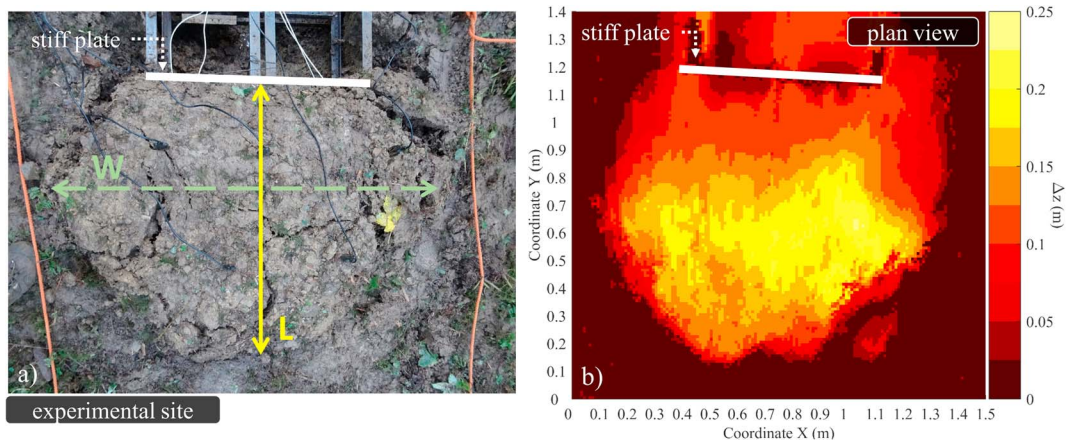 stiff plate
W
L
a)
experimental site
stiff plate
plan view
b)
Coordinate Y (m)
1.4
1.3
1.2
1.1
1
0.9
0.8
0.7
0.6
0.5
0.4
0.3
0.2
0.1
0
0 0.1 0.2 0.3 0.4 0.5 0.6 0.7 0.8 0.9 1 1.1 1.2 1.3 1.4 1.5
Coordinate X (m)
0.25
0.2
0.15
0.1
0.05
0
Δz (m)